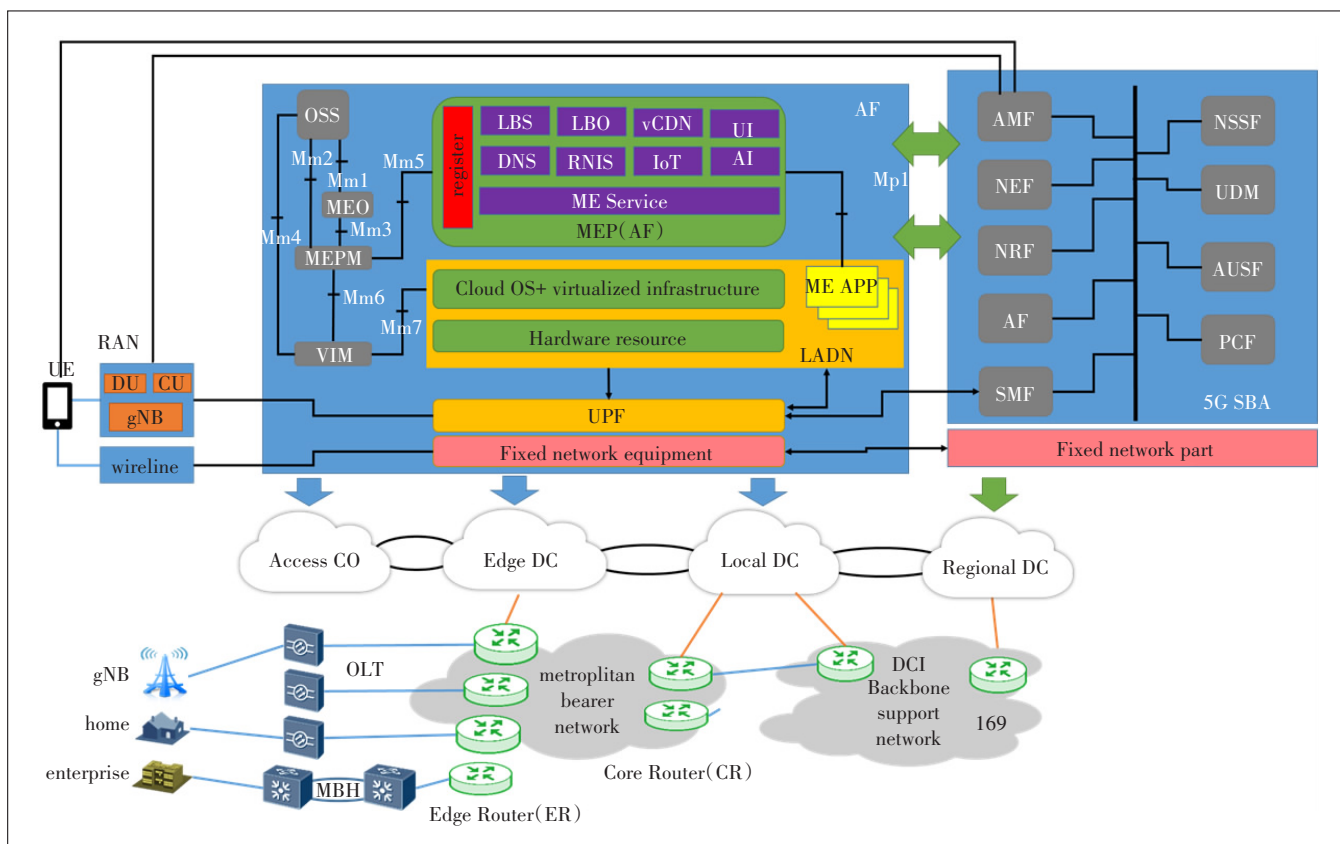 OSS
Mm2
Mm1
MEO
Mm3
Mm4
MEPM
Mm5
Mm6
Mm7
VIM
register
LBS
LBO
vCDN
UI
DNS
RNIS
IoT
AI
ME Service
MEP(AF)
AF
Mp1
Cloud OS+ virtualized infrastructure
Hardware resource
ME APP
LADN
UPF
Fixed network equipment
RAN
UE
DU
CU
gNB
wireline
AMF
NEF
NRF
AF
SMF
NSSF
UDM
AUSF
PCF
5G SBA
Fixed network part
Access CO
Edge DC
Local DC
Regional DC
gNB
OLT
home
enterprise
MBH
metroplitan
bearer
network
Edge Router(ER)
Core Router(CR)
DCI
Backbone
support
network
169